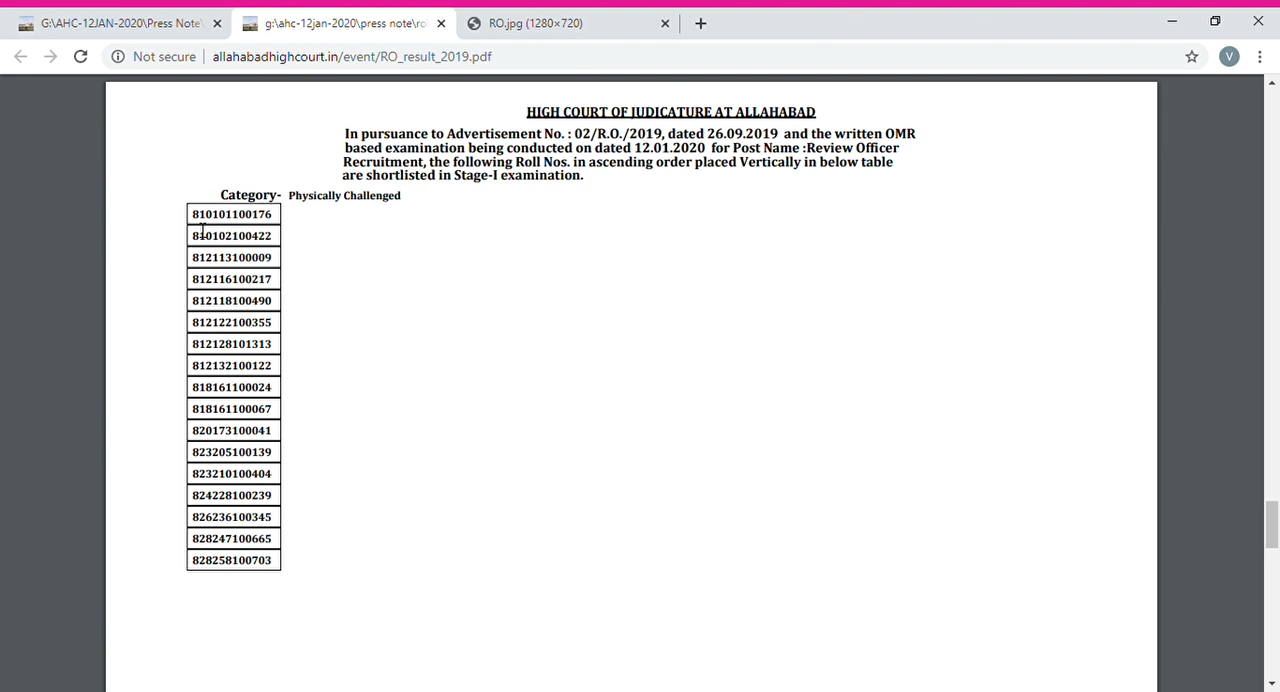 G:\AHC-12JAN-2020\Press Note\
g:\ahc-12jan-2020\press note\ro
RO.jpg (1280×720)
Not secure
allahabadhighcourt.in/event/RO_result_2019.pdf
V
HIGH COURT OF JUDICATURE AT ALLAHABAD
In pursuance to Advertisement No. : 02/R.O./2019, dated 26.09.2019 and the written OMR
based examination being conducted on dated 12.01.2020 for Post Name :Review Officer
Recruitment, the following Roll Nos. in ascending order placed Vertically in below table
are shortlisted in Stage-I examination.
Category- Physically Challenged
810101100176
810102100422
812113100009
812116100217
812118100490
812122100355
812128101313
812132100122
818161100024
818161100067
820173100041
823205100139
823210100404
824228100239
826236100345
828247100665
828258100703